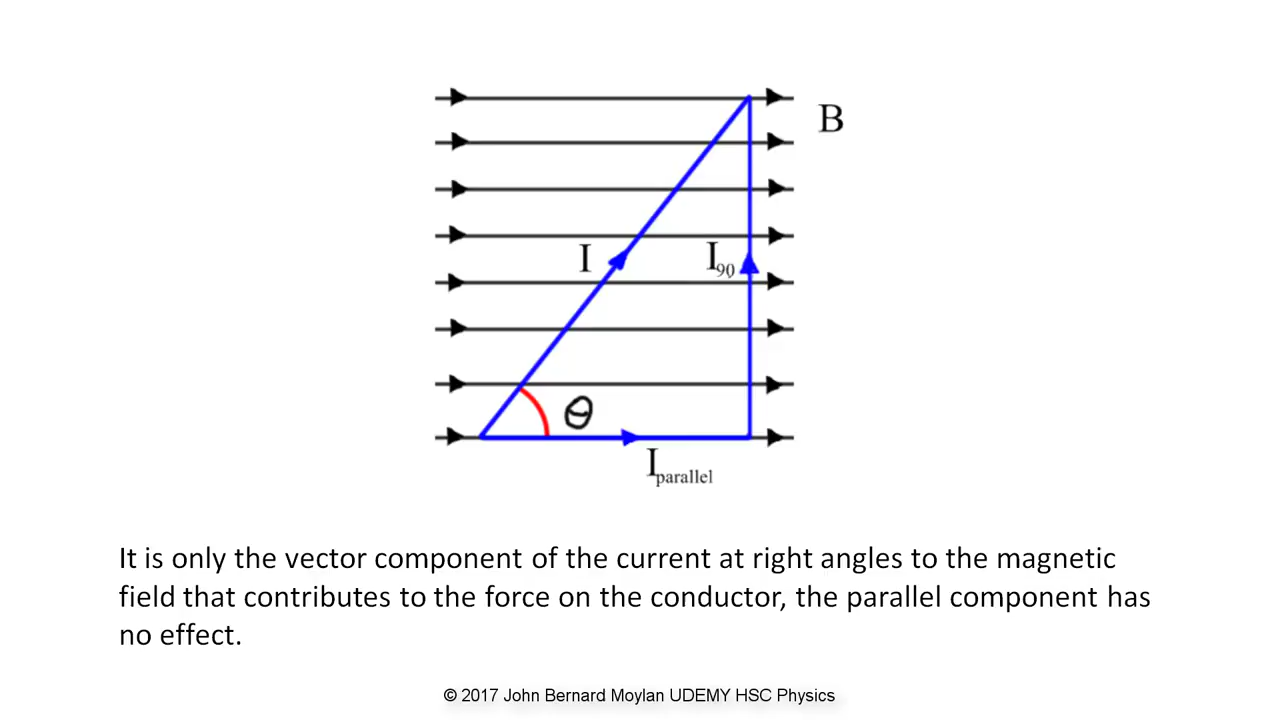 B
I
I90
θ
Iparallel
It is only the vector component of the current at right angles to the magnetic
field that contributes to the force on the conductor, the parallel component has
no effect.
© 2017 John Bernard Moylan UDEMY HSC Physics